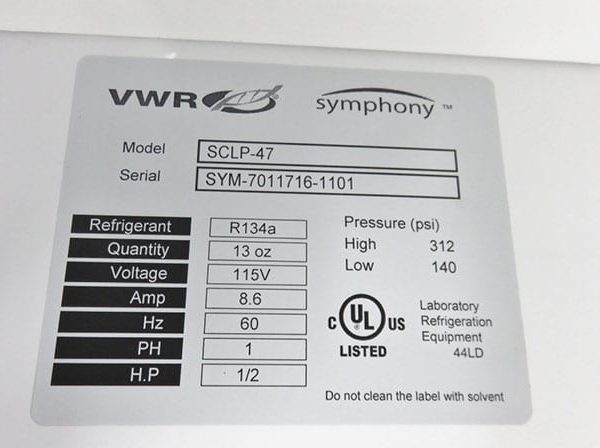 VWR symphony ™
Model SCLP-47
Serial SYM-7011716-1101
Refrigerant R134a
Quantity 13 oz
Voltage 115V
Amp 8.6
Hz 60
PH 1
H.P 1/2
Pressure (psi)
High 312
Low 140
C UL US
LISTED
Laboratory
Refrigeration
Equipment
44LD
Do not clean the label with solvent